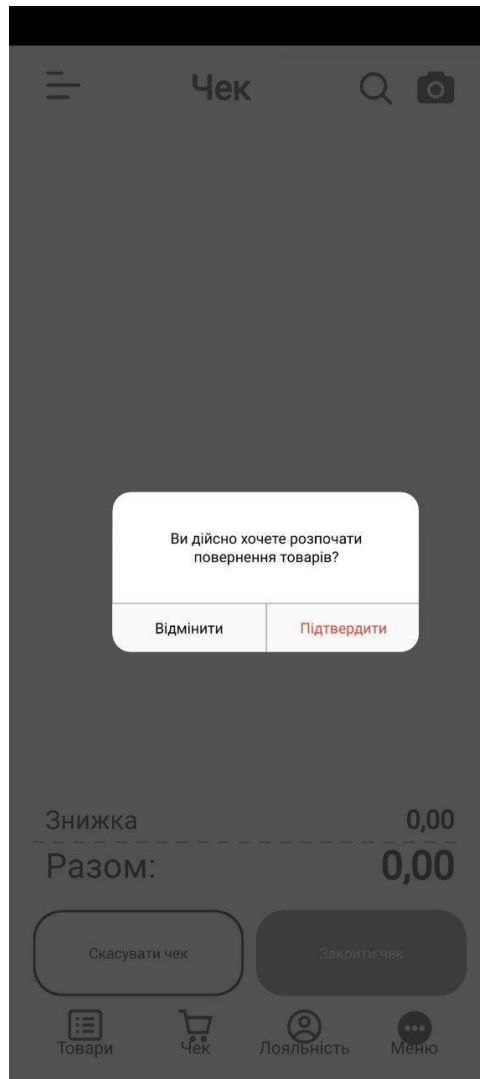 Чек
Ви дійсно хочете розпочати
повернення товарів?
Відмінити Підтвердити
Знижка 0,00
Разом: 0,00
Скасувати чек Закрити чек
Товари Чек Лояльність Меню